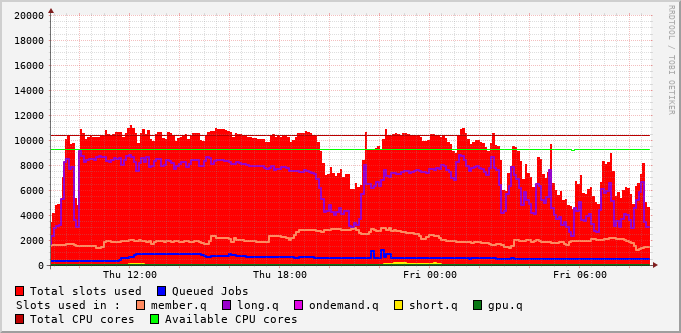 20000
18000
16000
14000
12000
10000
8000
6000
4000
2000
0
Thu 12:00 Thu 18:00 Fri 00:00 Fri 06:00
RRDTOOL / TOBI OETIKER
Total slots used Queued Jobs
Slots used in : member.q long.q ondemand.q short.q gpu.q
Total CPU cores Available CPU cores